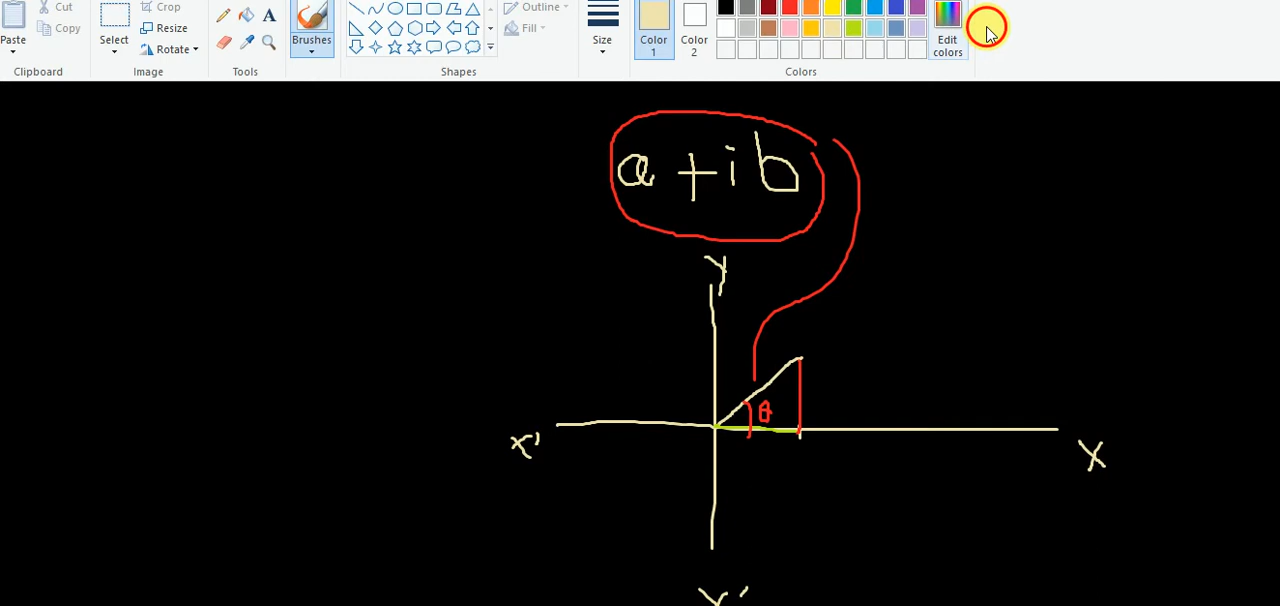 Cut
Crop
Outline
Copy
Resize
Fill
Paste
Select
Rotate
A
Brushes
Size
Color
1
Color
2
Edit
colors
Clipboard
Image
Tools
Shapes
Colors
a+ib
Y
θ
X'
X
Y'